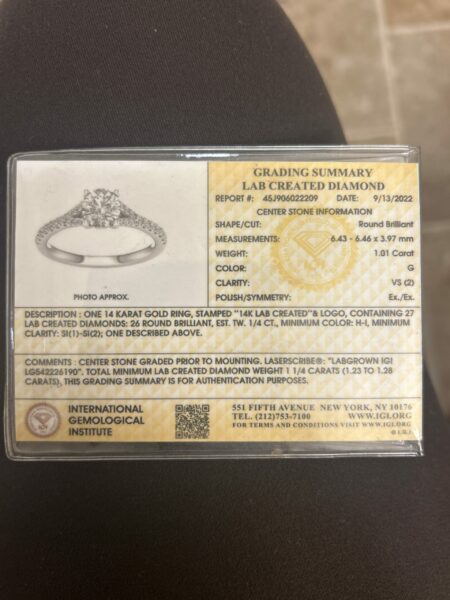 GRADING SUMMARY
LAB CREATED DIAMOND
REPORT #: 45J906022209 DATE: 9/13/2022
CENTER STONE INFORMATION
SHAPE/CUT: Round Brilliant
MEASUREMENTS: 6.43 - 6.46 x 3.97 mm
WEIGHT: 1.01 Carat
COLOR: G
CLARITY: VS (2)
POLISH/SYMMETRY: Ex./Ex.
PHOTO APPROX.
DESCRIPTION : ONE 14 KARAT GOLD RING, STAMPED "14K LAB CREATED"& LOGO, CONTAINING 27
LAB CREATED DIAMONDS: 26 ROUND BRILLIANT, EST. TW. 1/4 CT., MINIMUM COLOR: H-I, MINIMUM
CLARITY: SI(1)-SI(2); ONE DESCRIBED ABOVE.
COMMENTS : CENTER STONE GRADED PRIOR TO MOUNTING. LASERSCRIBE®: "LABGROWN IGI
LG542226190". TOTAL MINIMUM LAB CREATED DIAMOND WEIGHT 1 1/4 CARATS (1.23 TO 1.28
CARATS). THIS GRADING SUMMARY IS FOR AUTHENTICATION PURPOSES.
INTERNATIONAL
GEMOLOGICAL
INSTITUTE
551 FIFTH AVENUE NEW YORK, NY 10176
TEL. (212)753-7100 WWW.IGI.ORG
FOR TERMS AND CONDITIONS VISIT WWW.IGI.ORG
© I.G.I.